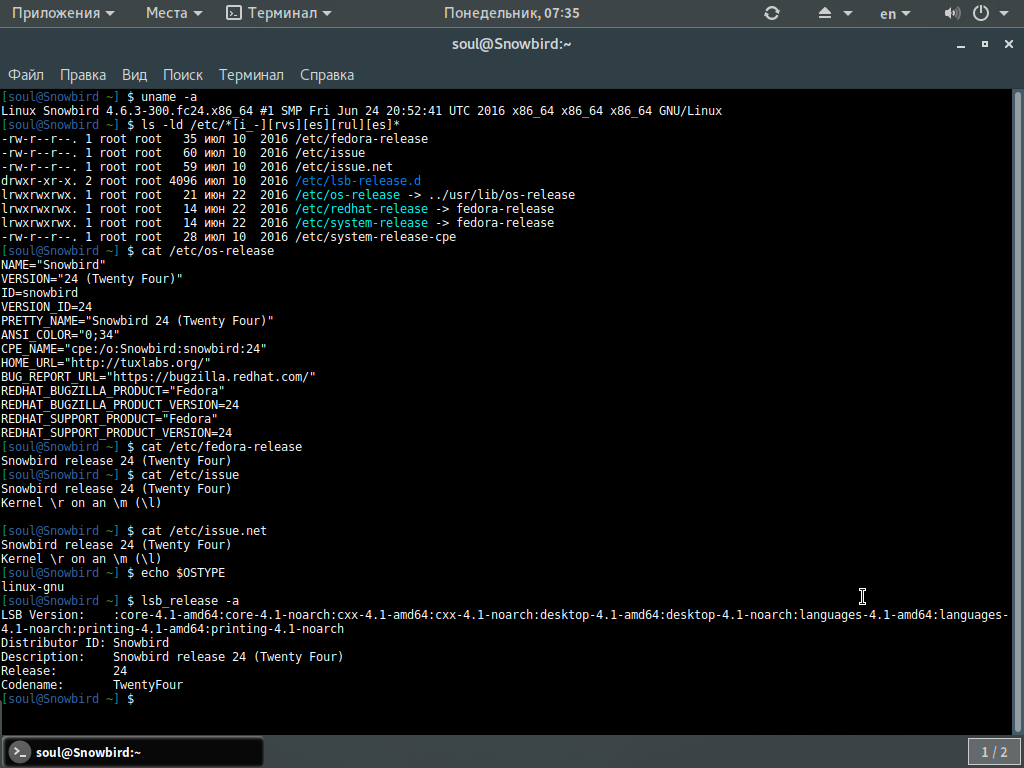 Приложения Места Терминал Понедельник, 07:35 en
soul@Snowbird:~
Файл Правка Вид Поиск Терминал Справка
[soul@Snowbird ~] $ uname -a
Linux Snowbird 4.6.3-300.fc24.x86_64 #1 SMP Fri Jun 24 20:52:41 UTC 2016 x86_64 x86_64 x86_64 GNU/Linux
[soul@Snowbird ~] $ ls -ld /etc/*[i_-][rvs][es][rul][es]*
-rw-r--r--. 1 root root   35 июл 10  2016 /etc/fedora-release
-rw-r--r--. 1 root root   60 июл 10  2016 /etc/issue
-rw-r--r--. 1 root root   59 июл 10  2016 /etc/issue.net
drwxr-xr-x. 2 root root 4096 июл 10  2016 /etc/lsb-release.d
lrwxrwxrwx. 1 root root   21 июн 22  2016 /etc/os-release -> ../usr/lib/os-release
lrwxrwxrwx. 1 root root   14 июн 22  2016 /etc/redhat-release -> fedora-release
lrwxrwxrwx. 1 root root   14 июн 22  2016 /etc/system-release -> fedora-release
-rw-r--r--. 1 root root   28 июл 10  2016 /etc/system-release-cpe
[soul@Snowbird ~] $ cat /etc/os-release
NAME="Snowbird"
VERSION="24 (Twenty Four)"
ID=snowbird
VERSION_ID=24
PRETTY_NAME="Snowbird 24 (Twenty Four)"
ANSI_COLOR="0;34"
CPE_NAME="cpe:/o:Snowbird:snowbird:24"
HOME_URL="http://tuxlabs.org/"
BUG_REPORT_URL="https://bugzilla.redhat.com/"
REDHAT_BUGZILLA_PRODUCT="Fedora"
REDHAT_BUGZILLA_PRODUCT_VERSION=24
REDHAT_SUPPORT_PRODUCT="Fedora"
REDHAT_SUPPORT_PRODUCT_VERSION=24
[soul@Snowbird ~] $ cat /etc/fedora-release
Snowbird release 24 (Twenty Four)
[soul@Snowbird ~] $ cat /etc/issue
Snowbird release 24 (Twenty Four)
Kernel \r on an \m (\l)
[soul@Snowbird ~] $ cat /etc/issue.net
Snowbird release 24 (Twenty Four)
Kernel \r on an \m (\l)
[soul@Snowbird ~] $ echo $OSTYPE
linux-gnu
[soul@Snowbird ~] $ lsb_release -a
LSB Version:    :core-4.1-amd64:core-4.1-noarch:cxx-4.1-amd64:cxx-4.1-noarch:desktop-4.1-amd64:desktop-4.1-noarch:languages-4.1-amd64:languages-
4.1-noarch:printing-4.1-amd64:printing-4.1-noarch
Distributor ID: Snowbird
Description:    Snowbird release 24 (Twenty Four)
Release:        24
Codename:       TwentyFour
[soul@Snowbird ~] $
soul@Snowbird:~ 1 / 2